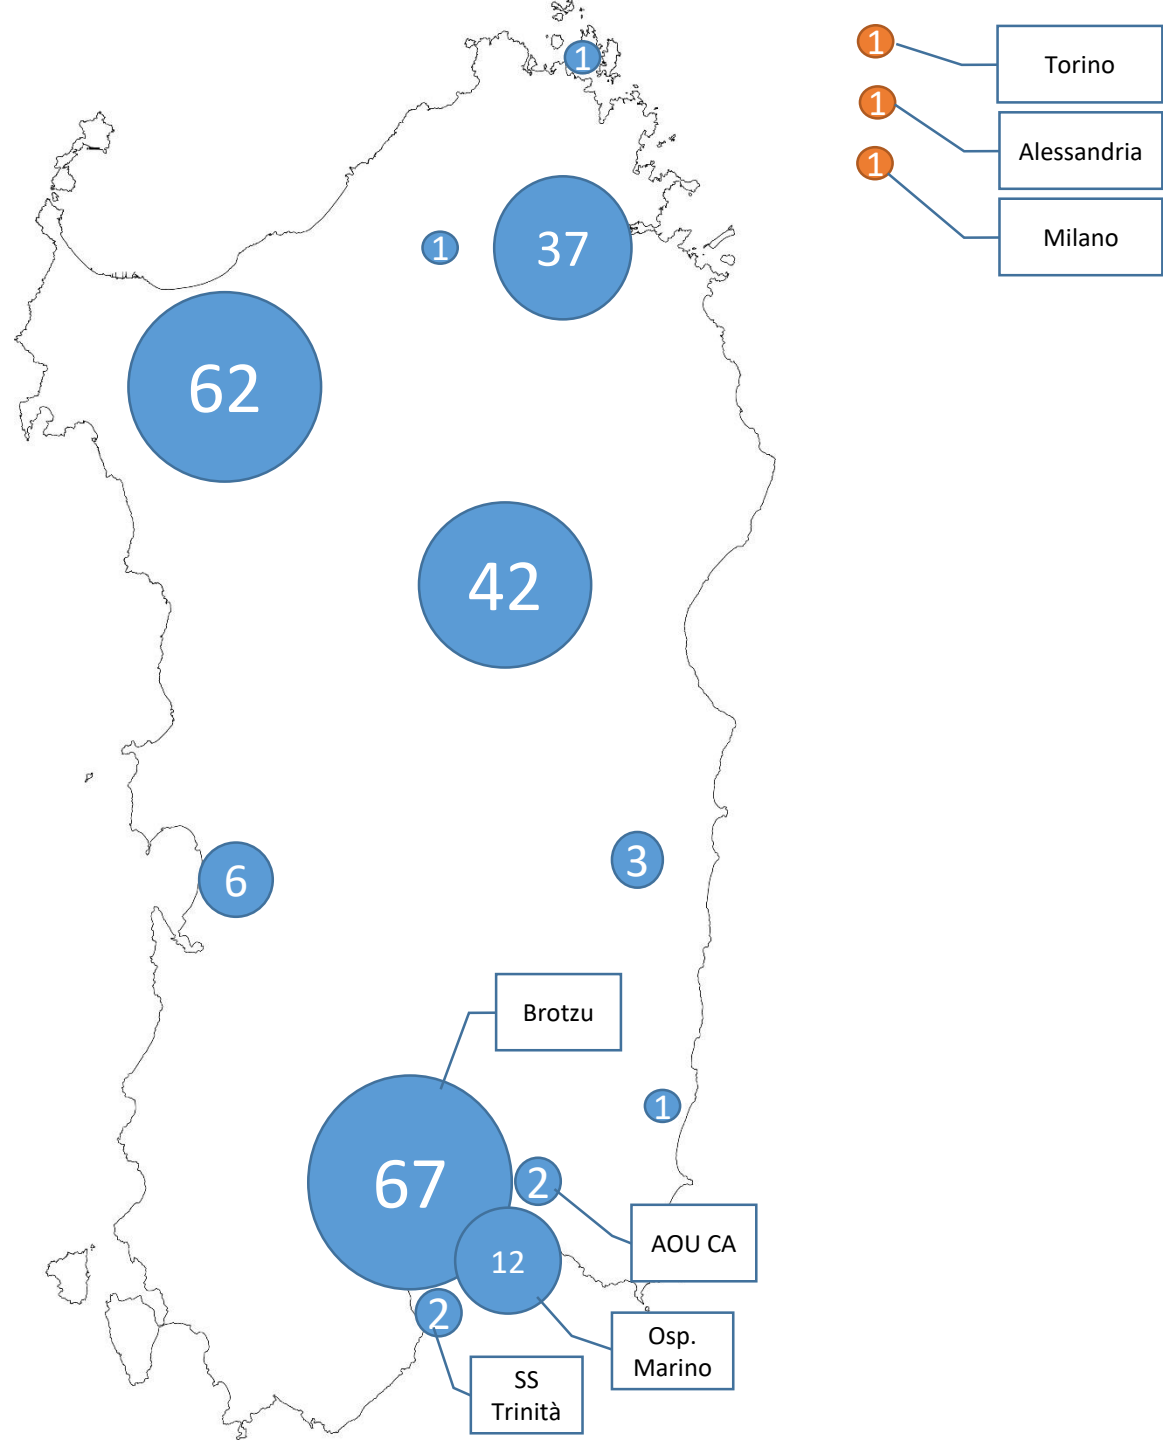 1
1
Torino
1
Alessandria
1
Milano
1
37
62
42
6
3
Brotzu
1
67
2
AOU CA
12
2
Osp.
Marino
SS
Trinità